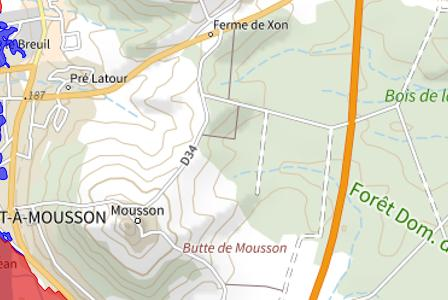 Ferme de Xon
Breuil
Pré Latour
187
Bois de l
D34
Forêt Dom. d
T-À-MOUSSON
Mousson
Butte de Mousson
ean